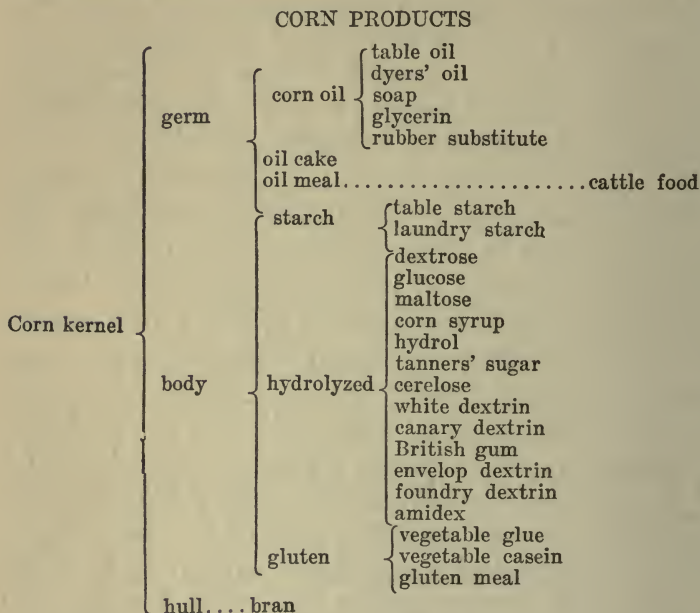 CORN PRODUCTS
table oil
dyers' oil
corn oil soap
germ glycerin
rubber substitute
oil cake
oil meal........................cattle food
table starch
starch
laundry starch
dextrose
glucose
maltose
Corn kernel corn syrup
hydrol
tanners' sugar
body hydrolyzed cerelose
white dextrin
canary dextrin
British gum
envelop dextrin
foundry dextrin
amidex
vegetable glue
gluten vegetable casein
gluten meal
hull....bran